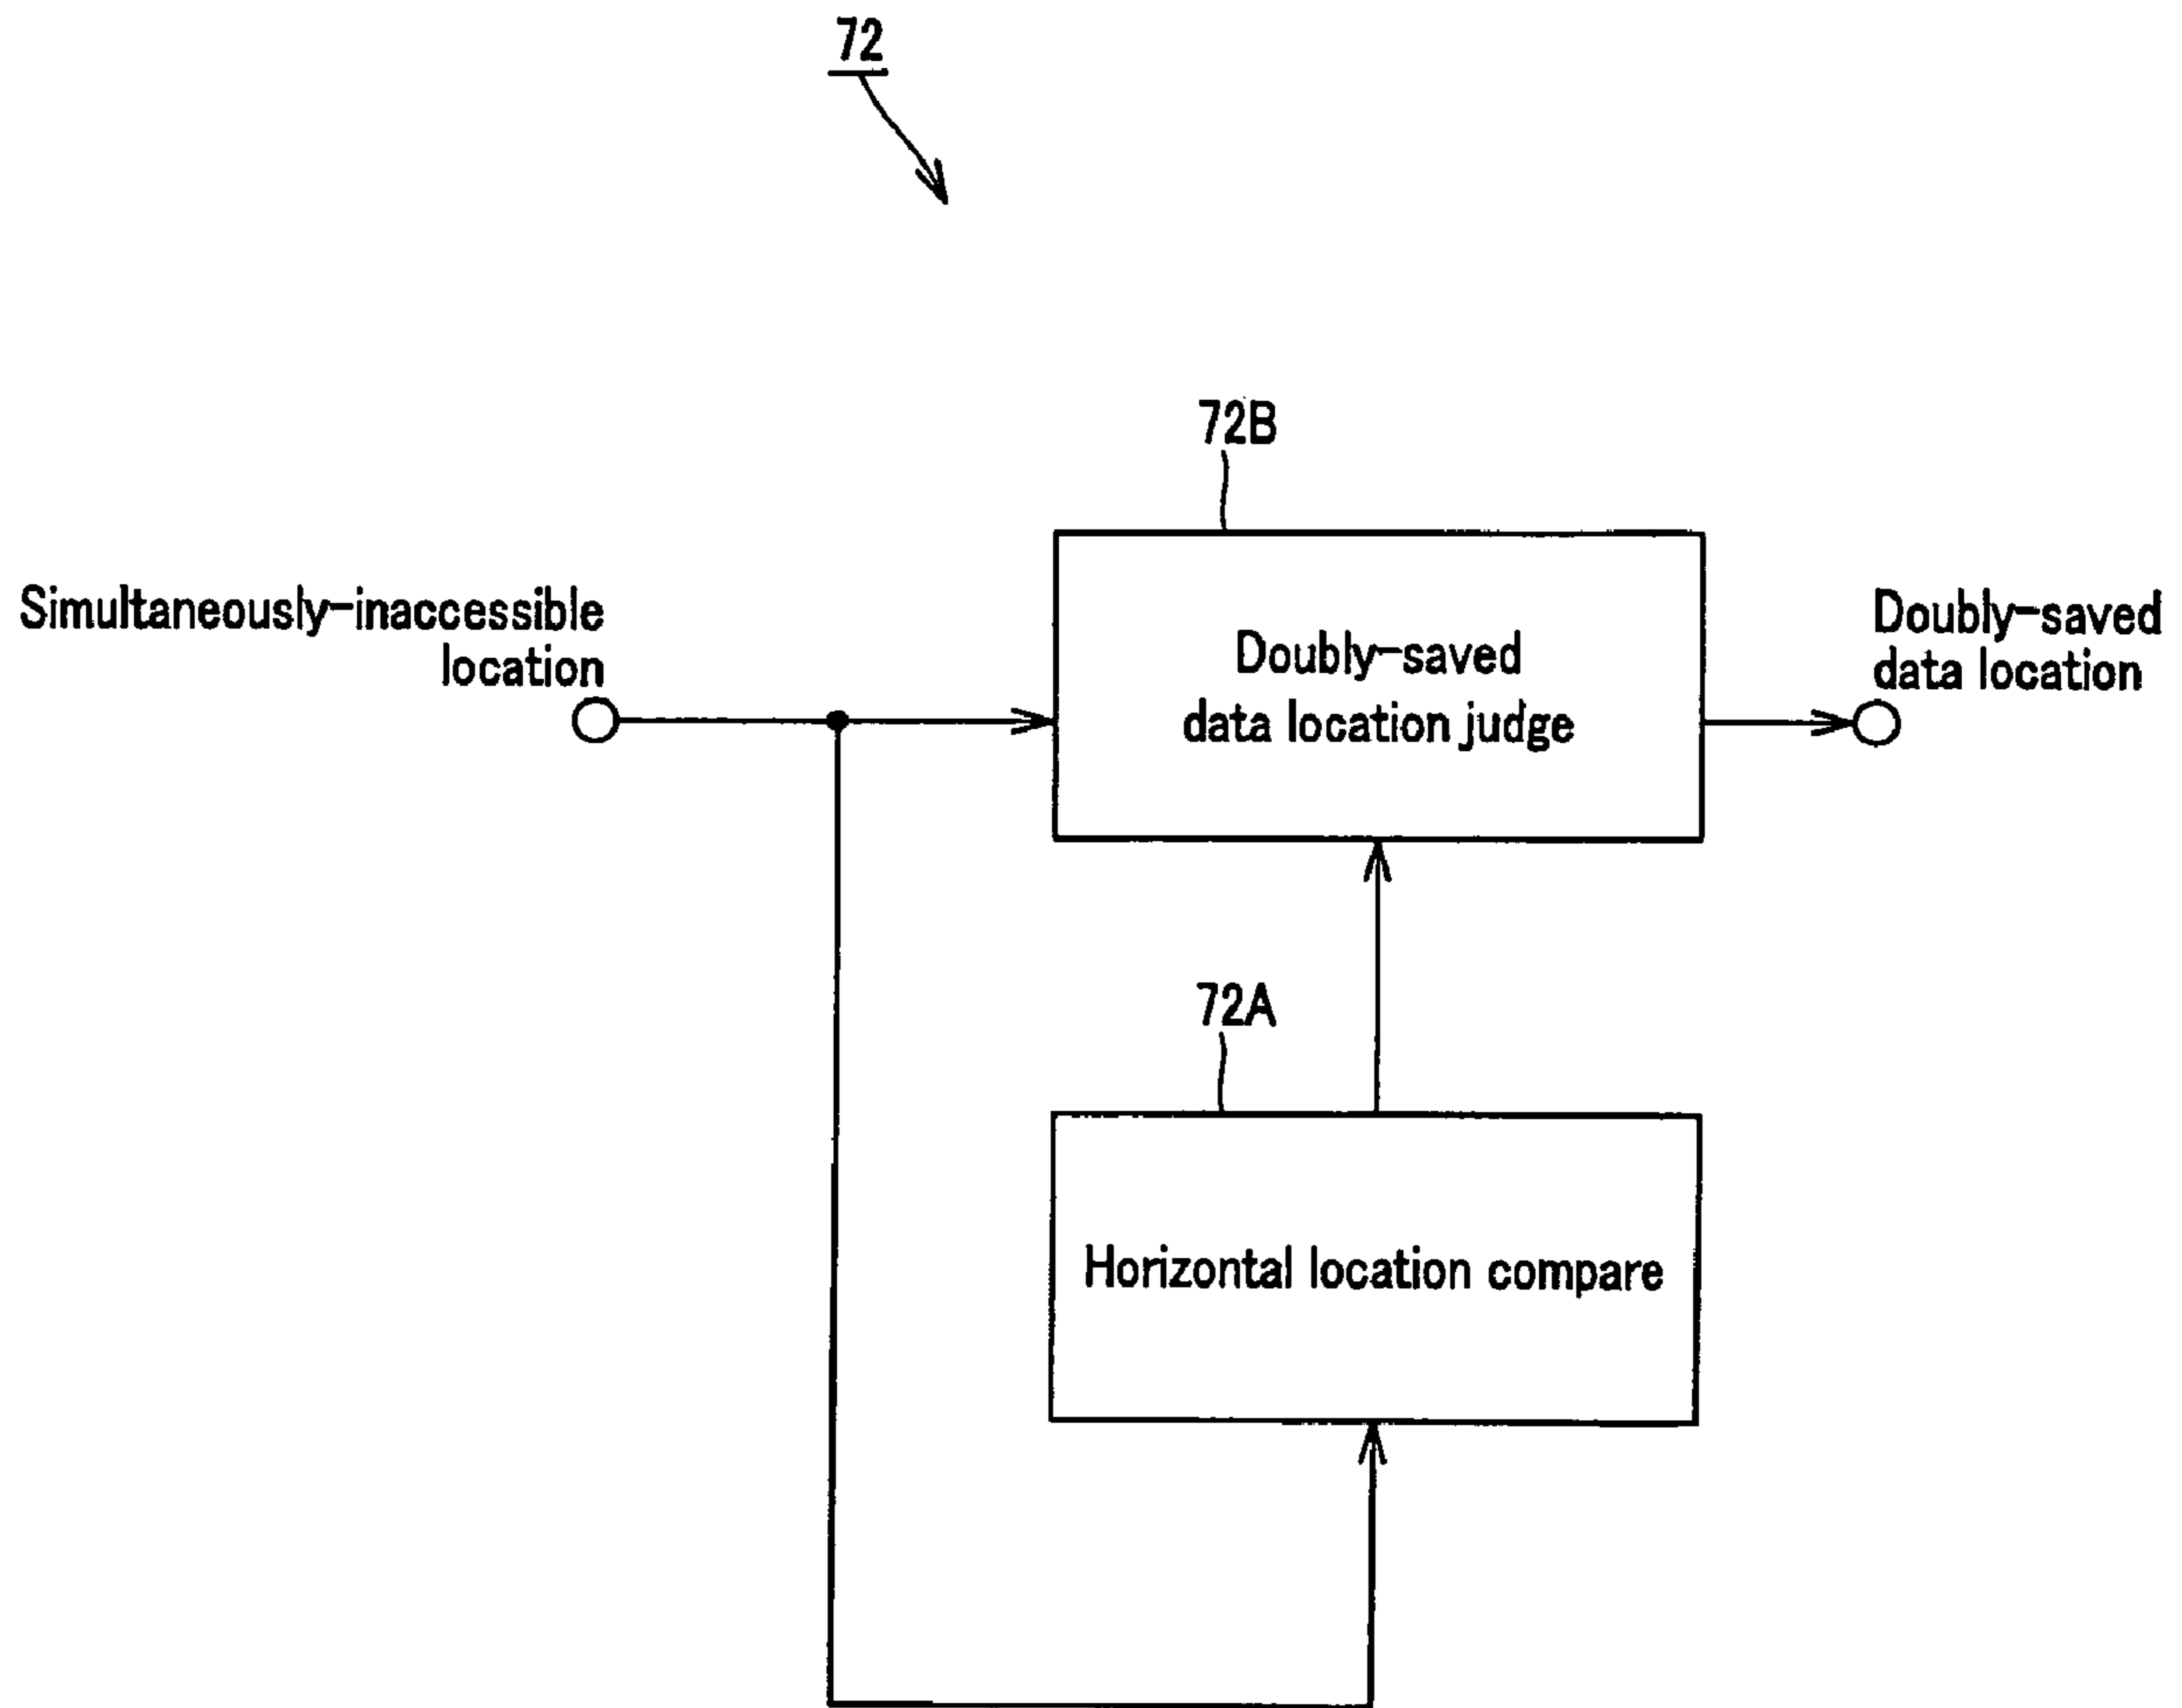 72
72B
Simultaneously-inaccessible
location
Doubly-saved
data location judge
Doubly-saved
data location
72A
Horizontal location compare